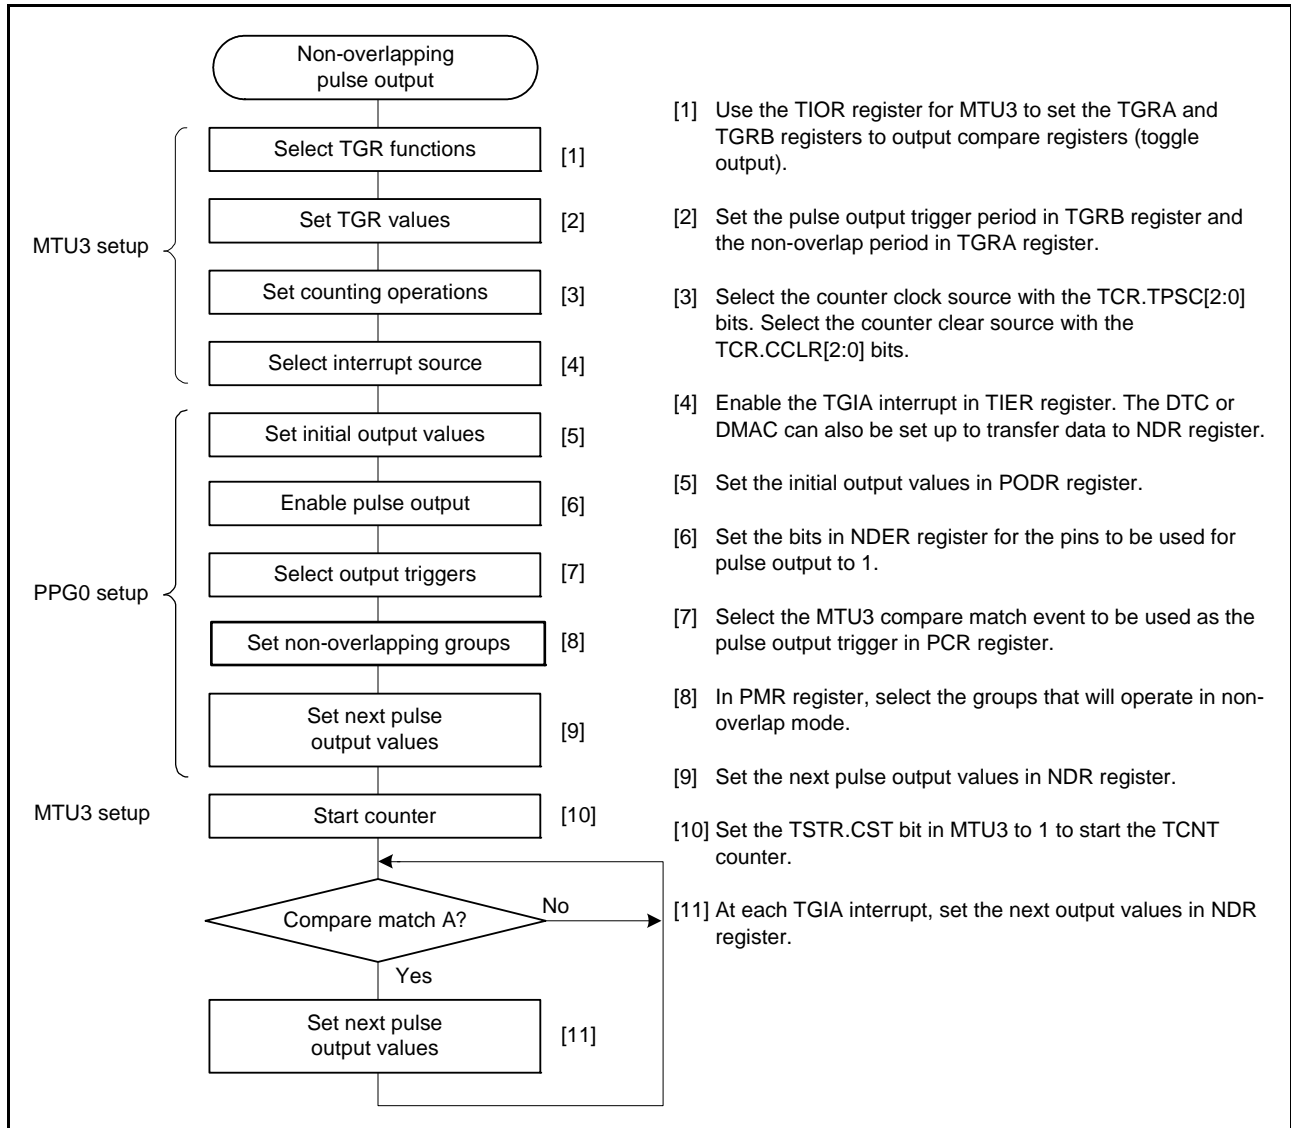 Non-overlapping
pulse output
MTU3 setup
Select TGR functions [1]
Set TGR values [2]
Set counting operations [3]
Select interrupt source [4]
PPG0 setup
Set initial output values [5]
Enable pulse output [6]
Select output triggers [7]
Set non-overlapping groups [8]
Set next pulse
output values [9]
MTU3 setup
Start counter [10]
Compare match A?
No
Yes
Set next pulse
output values [11]
[1] Use the TIOR register for MTU3 to set the TGRA and
TGRB registers to output compare registers (toggle
output).
[2] Set the pulse output trigger period in TGRB register and
the non-overlap period in TGRA register.
[3] Select the counter clock source with the TCR.TPSC[2:0]
bits. Select the counter clear source with the
TCR.CCLR[2:0] bits.
[4] Enable the TGIA interrupt in TIER register. The DTC or
DMAC can also be set up to transfer data to NDR register.
[5] Set the initial output values in PODR register.
[6] Set the bits in NDER register for the pins to be used for
pulse output to 1.
[7] Select the MTU3 compare match event to be used as the
pulse output trigger in PCR register.
[8] In PMR register, select the groups that will operate in non-
overlap mode.
[9] Set the next pulse output values in NDR register.
[10] Set the TSTR.CST bit in MTU3 to 1 to start the TCNT
counter.
[11] At each TGIA interrupt, set the next output values in NDR
register.